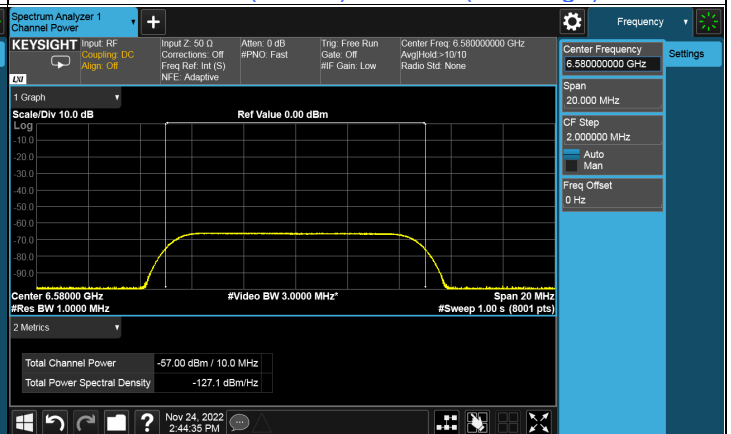 Spectrum Analyzer 1
Channel Power
Frequency
KEYSIGHT
Input: RF
Coupling: DC
Align: Off
Input Z: 50 Ω
Corrections: Off
Freq Ref: Int (S)
NFE: Adaptive
Atten: 0 dB
#PNO: Fast
Trig: Free Run
Gate: Off
#IF Gain: Low
Center Freq: 6.580000000 GHz
Avg|Hold:>10/10
Radio Std: None
LXI
Center Frequency
6.580000000 GHz
Settings
Span
20.000 MHz
CF Step
2.000000 MHz
Auto
Man
Freq Offset
0 Hz
1 Graph
Scale/Div 10.0 dB
Ref Value 0.00 dBm
Log
-10.0
-20.0
-30.0
-40.0
-50.0
-60.0
-70.0
-80.0
-90.0
Center 6.58000 GHz
#Video BW 3.0000 MHz*
Span 20 MHz
#Res BW 1.0000 MHz
#Sweep 1.00 s (8001 pts)
2 Metrics
Total Channel Power -57.00 dBm / 10.0 MHz
Total Power Spectral Density -127.1 dBm/Hz
?
Nov 24, 2022
2:44:35 PM